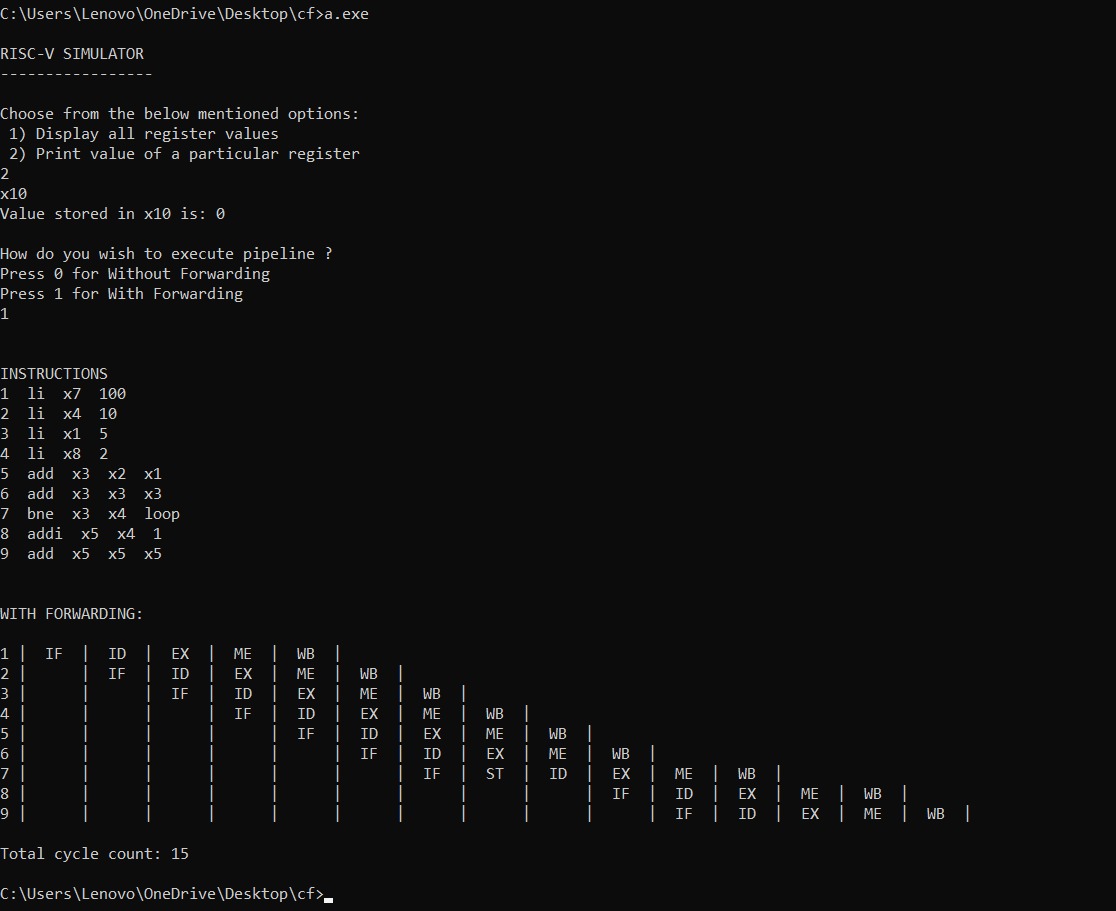 C:\Users\Lenovo\OneDrive\Desktop\cf>a.exe
RISC-V SIMULATOR
-----------------
Choose from the below mentioned options:
 1) Display all register values
 2) Print value of a particular register
2
x10
Value stored in x10 is: 0
How do you wish to execute pipeline ?
Press 0 for Without Forwarding
Press 1 for With Forwarding
1
INSTRUCTIONS
1  li  x7  100
2  li  x4  10
3  li  x1  5
4  li  x8  2
5  add  x3  x2  x1
6  add  x3  x3  x3
7  bne  x3  x4  loop
8  addi  x5  x4  1
9  add  x5  x5  x5
WITH FORWARDING:
1 |  IF  |  ID  |  EX  |  ME  |  WB  |
2 |      |  IF  |  ID  |  EX  |  ME  |  WB  |
3 |      |      |  IF  |  ID  |  EX  |  ME  |  WB  |
4 |      |      |      |  IF  |  ID  |  EX  |  ME  |  WB  |
5 |      |      |      |      |  IF  |  ID  |  EX  |  ME  |  WB  |
6 |      |      |      |      |      |  IF  |  ID  |  EX  |  ME  |  WB  |
7 |      |      |      |      |      |      |  IF  |  ST  |  ID  |  EX  |  ME  |  WB  |
8 |      |      |      |      |      |      |      |      |      |  IF  |  ID  |  EX  |  ME  |  WB  |
9 |      |      |      |      |      |      |      |      |      |      |  IF  |  ID  |  EX  |  ME  |  WB  |
Total cycle count: 15
C:\Users\Lenovo\OneDrive\Desktop\cf>